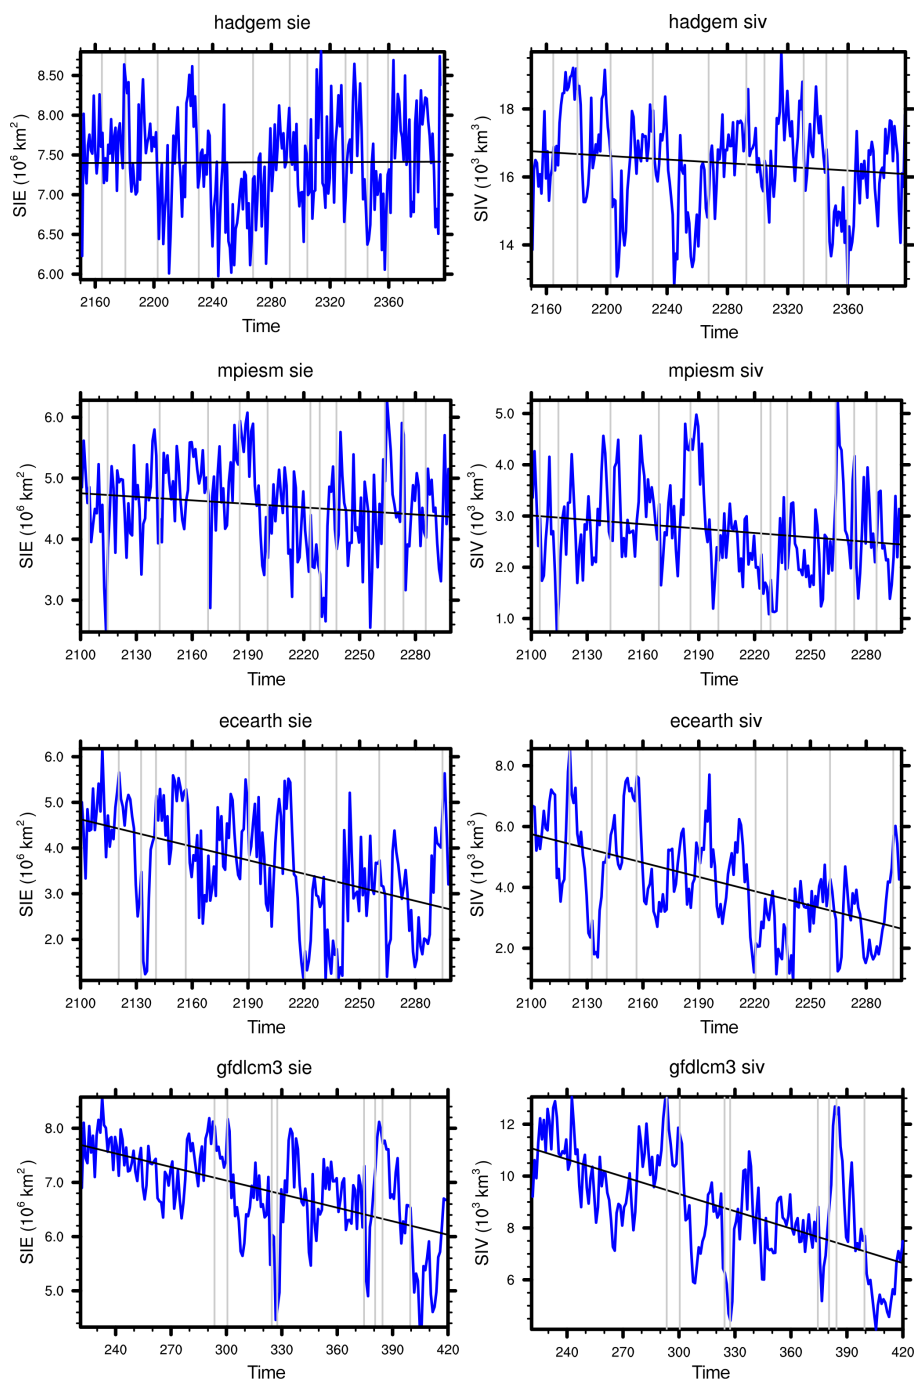 hadgem sie
hadgem siv
SIE (10⁶ km²)
8.50
8.00
7.50
7.00
6.50
6.00
2160 2200 2240 2280 2320 2360
Time
SIV (10³ km³)
18
16
14
2160 2200 2240 2280 2320 2360
Time
mpiesm sie
mpiesm siv
SIE (10⁶ km²)
6.0
5.0
4.0
3.0
2100 2130 2160 2190 2220 2250 2280
Time
SIV (10³ km³)
5.0
4.0
3.0
2.0
1.0
2100 2130 2160 2190 2220 2250 2280
Time
ecearth sie
ecearth siv
SIE (10⁶ km²)
6.0
5.0
4.0
3.0
2.0
2100 2130 2160 2190 2220 2250 2280
Time
SIV (10³ km³)
8.0
6.0
4.0
2.0
2100 2130 2160 2190 2220 2250 2280
Time
gfdlcm3 sie
gfdlcm3 siv
SIE (10⁶ km²)
8.0
7.0
6.0
5.0
240 270 300 330 360 390 420
Time
SIV (10³ km³)
12
10
8
6
240 270 300 330 360 390 420
Time